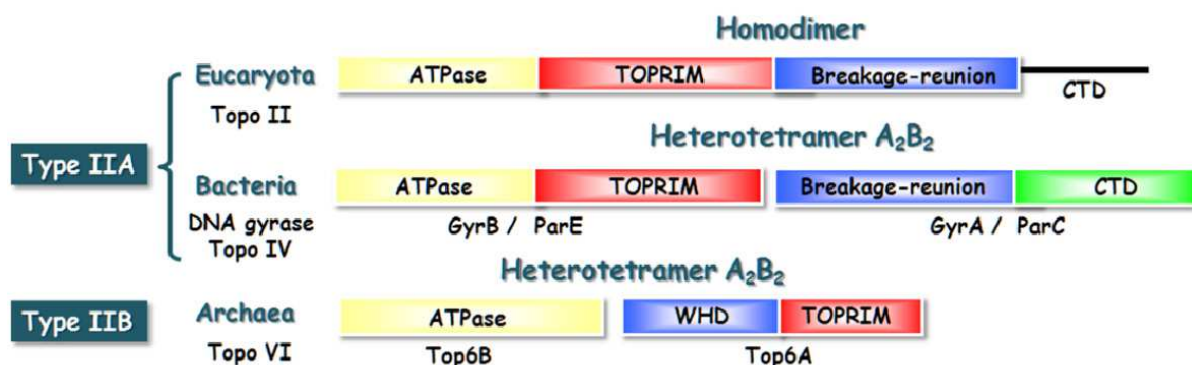 Homodimer
Eucaryota ATPase TOPRIM Breakage-reunion
Topo II CTD
Heterotetramer A₂B₂
Type IIA
Bacteria ATPase TOPRIM Breakage-reunion CTD
DNA gyrase GyrB / ParE GyrA / ParC
Topo IV
Heterotetramer A₂B₂
Type IIB Archaea ATPase WHD TOPRIM
Topo VI Top6B Top6A